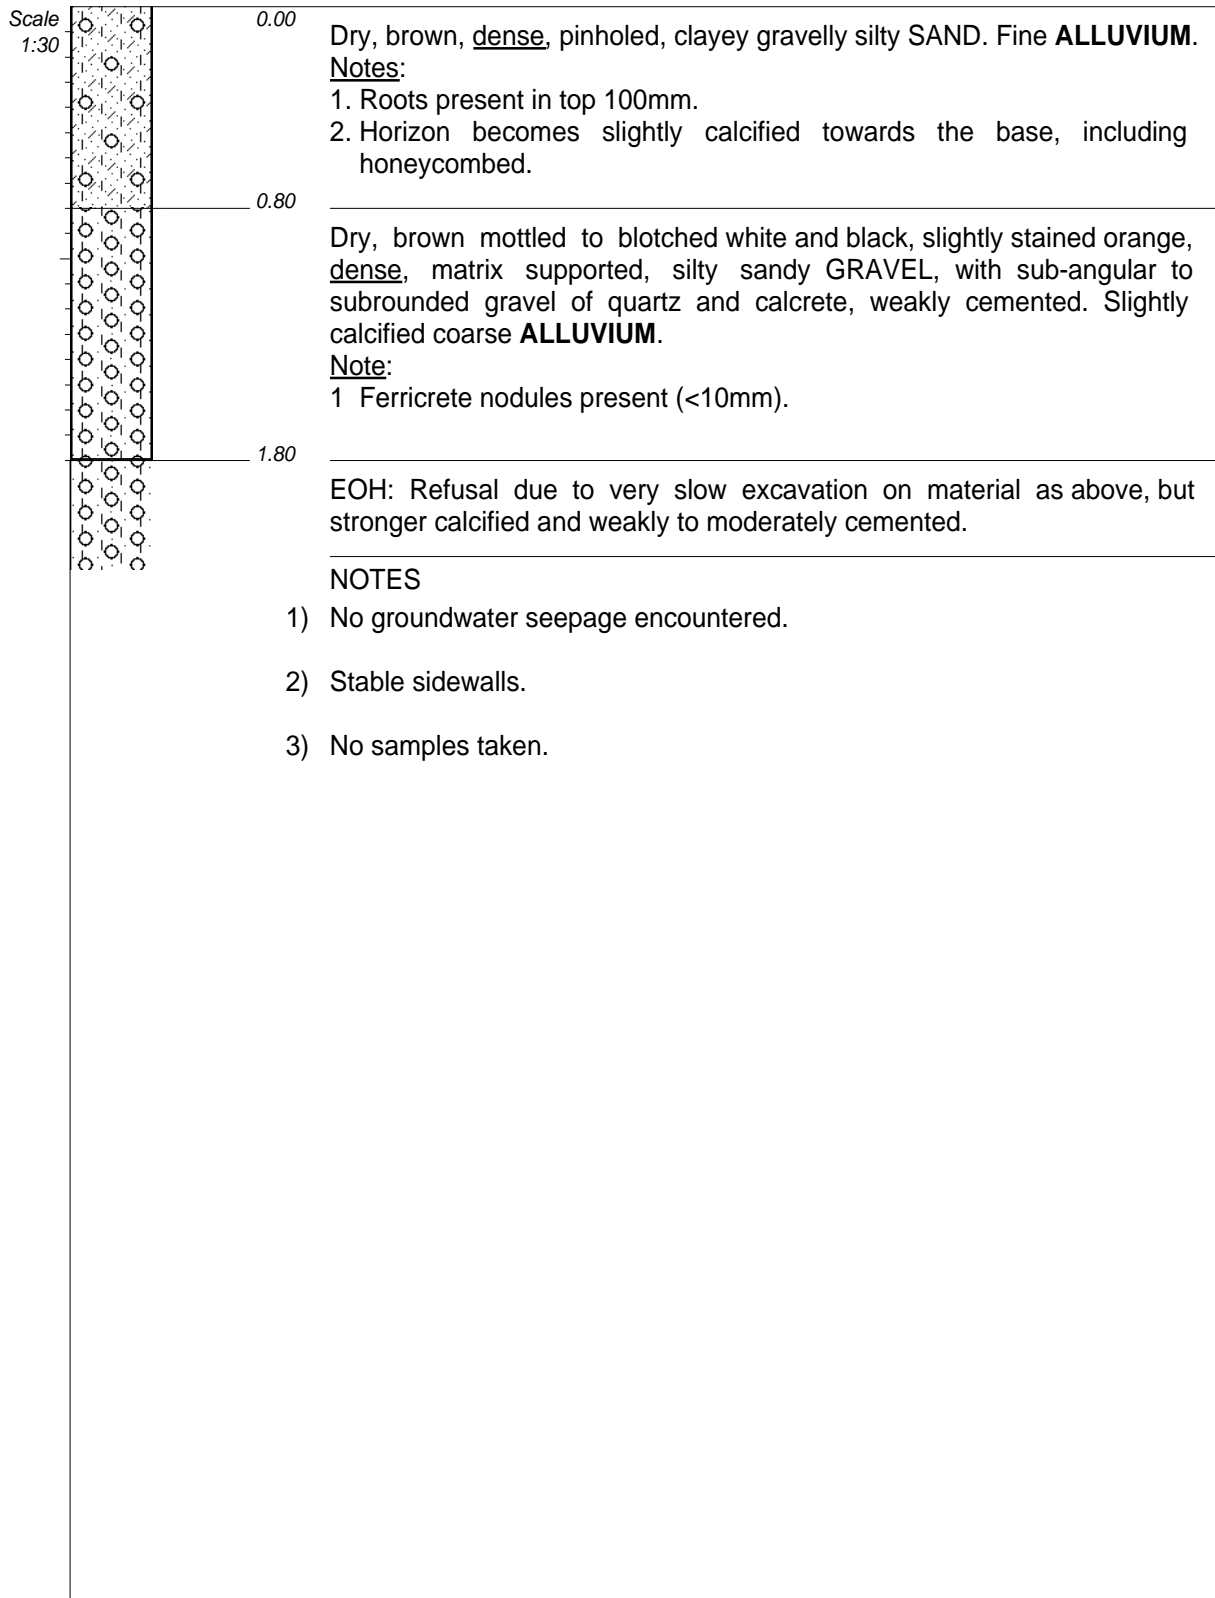 Scale
1:30
0.00
Dry, brown, dense, pinholed, clayey gravelly silty SAND. Fine ALLUVIUM.
Notes:
1. Roots present in top 100mm.
2. Horizon becomes slightly calcified towards the base, including
honeycombed.
0.80
Dry, brown mottled to blotched white and black, slightly stained orange,
dense, matrix supported, silty sandy GRAVEL, with sub-angular to
subrounded gravel of quartz and calcrete, weakly cemented. Slightly
calcified coarse ALLUVIUM.
Note:
1 Ferricrete nodules present (<10mm).
1.80
EOH: Refusal due to very slow excavation on material as above, but
stronger calcified and weakly to moderately cemented.
NOTES
1) No groundwater seepage encountered.
2) Stable sidewalls.
3) No samples taken.